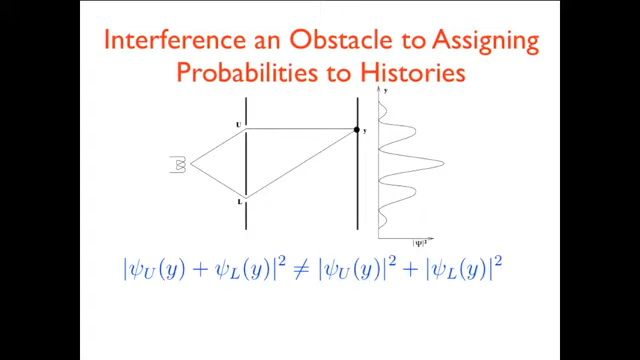 Interference an Obstacle to Assigning
Probabilities to Histories
y
U
y
L
|Ψ|²
|ψ_U(y) + ψ_L(y)|² ≠ |ψ_U(y)|² + |ψ_L(y)|²